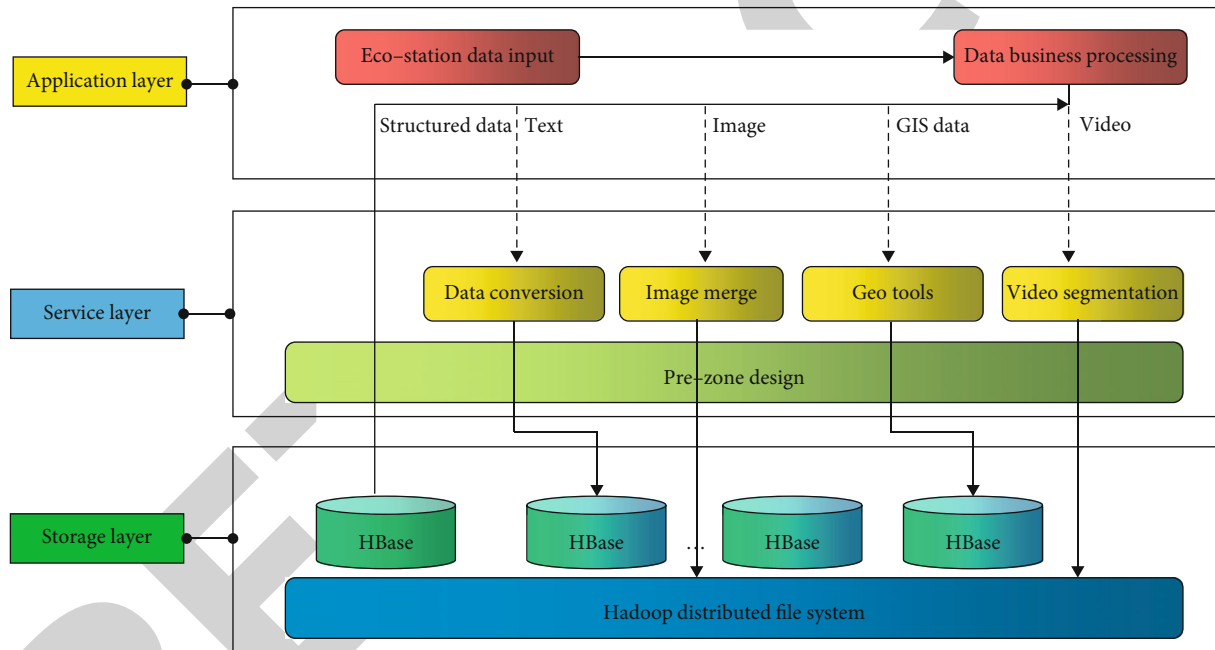 Application layer
Eco–station data input
Data business processing
Structured data
Text
Image
GIS data
Video
Service layer
Data conversion
Image merge
Geo tools
Video segmentation
Pre–zone design
Storage layer
HBase
HBase
...
HBase
HBase
Hadoop distributed file system